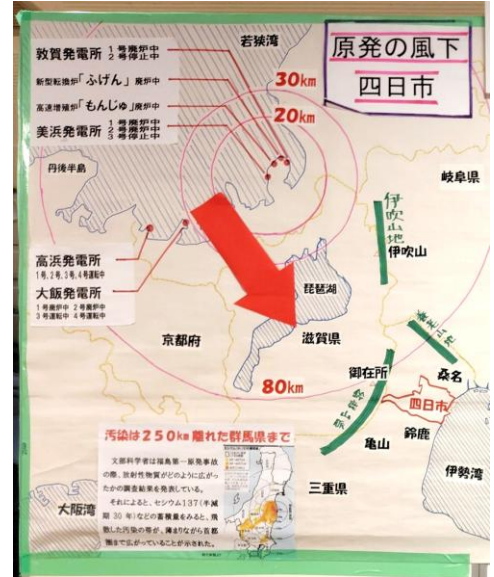 原発の風下
四日市
若狭湾
敦賀発電所 1号廃炉中
2号停止中
新型転換炉「ふげん」廃炉中
高速増殖炉「もんじゅ」廃炉中
美浜発電所 1号廃炉中
2号廃炉中
3号停止中
30km
20km
丹後半島
岐阜県
伊吹山地
伊吹山
高浜発電所
1号,2号,3号,4号運転中
大飯発電所
1号廃炉中 2号廃炉中
3号運転中 4号運転中
琵琶湖
京都府
滋賀県
養老山地
御在所
桑名
80km
四日市
鈴鹿
亀山
伊勢湾
三重県
大阪湾
汚染は250km離れた群馬県まで
文部科学省は福島第一原発事故
の際、放射性物質がどのように広がっ
たかの調査結果を発表している。
それによると、セシウム137(半減
期30年)などの蓄積量をみると、飛
散した汚染の帯が、薄まりながら首都
圏まで広がっていることが示された。